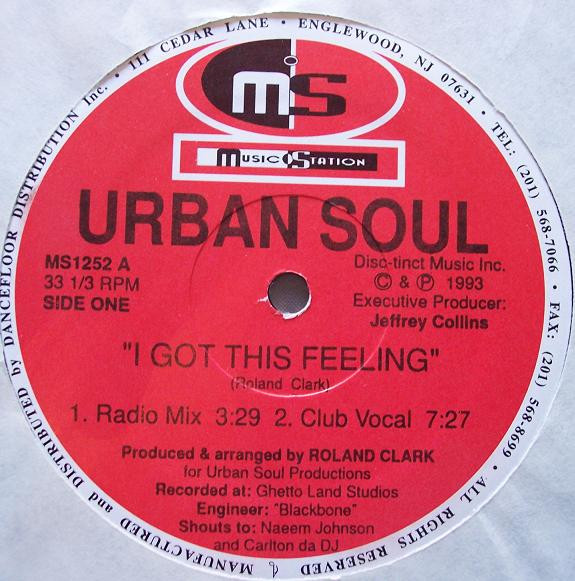 MANUFACTURED and DISTRIBUTED by DANCEFLOOR DISTRIBUTION Inc. • 111 CEDAR LANE • ENGLEWOOD, NJ 07631 • TEL: (201) 568-7066 • FAX: (201) 568-8699 • ALL RIGHTS RESERVED &
MS
MUSIC STATION
URBAN SOUL
MS1252 A
33 1/3 RPM
SIDE ONE
Disc-tinct Music Inc.
© & ℗ 1993
Executive Producer:
Jeffrey Collins
"I GOT THIS FEELING"
(Roland Clark)
1. Radio Mix 3:29 2. Club Vocal 7:27
Produced & arranged by ROLAND CLARK
for Urban Soul Productions
Recorded at: Ghetto Land Studios
Engineer: "Blackbone"
Shouts to: Naeem Johnson
and Carlton da DJ